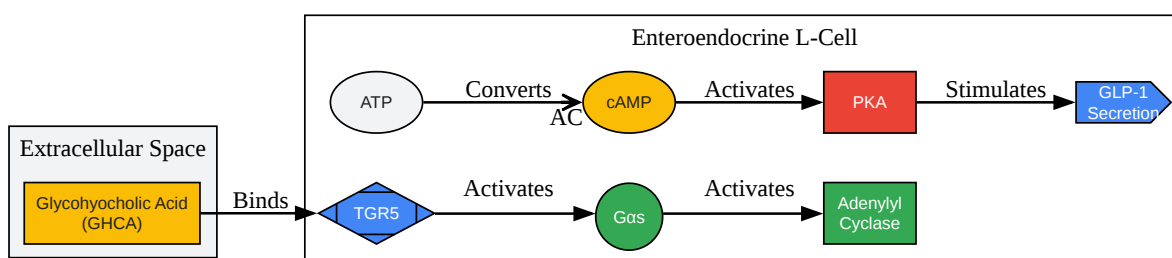 Enteroendocrine L-Cell
ATP
Converts
AC
cAMP
Activates
PKA
Stimulates
GLP-1
Secretion
Extracellular Space
Glycohyocholic Acid
(GHCA)
Binds
TGR5
Activates
Gαs
Activates
Adenylyl
Cyclase